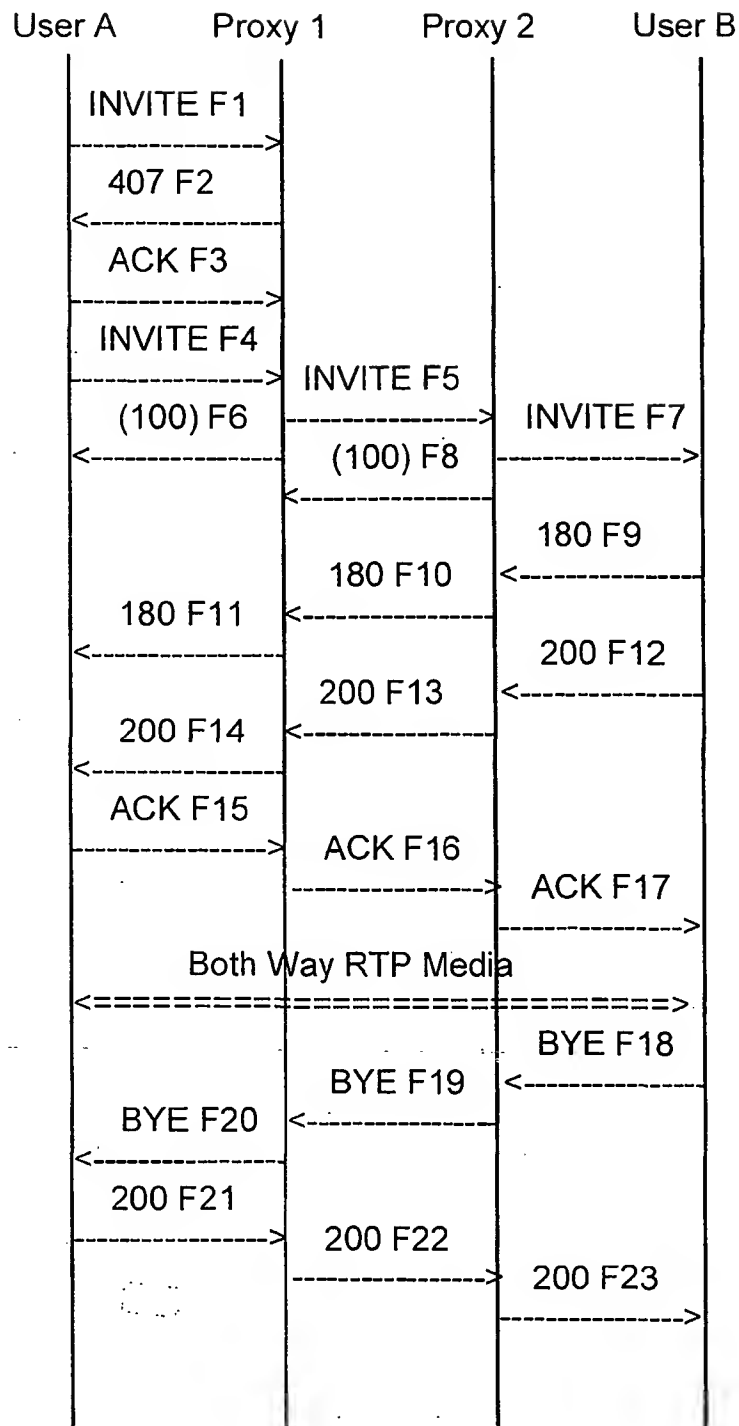 User A Proxy 1 Proxy 2 User B
INVITE F1
407 F2
ACK F3
INVITE F4
INVITE F5
(100) F6
INVITE F7
(100) F8
180 F9
180 F10
180 F11
200 F12
200 F13
200 F14
ACK F15
ACK F16
ACK F17
Both Way RTP Media
BYE F18
BYE F19
BYE F20
200 F21
200 F22
200 F23